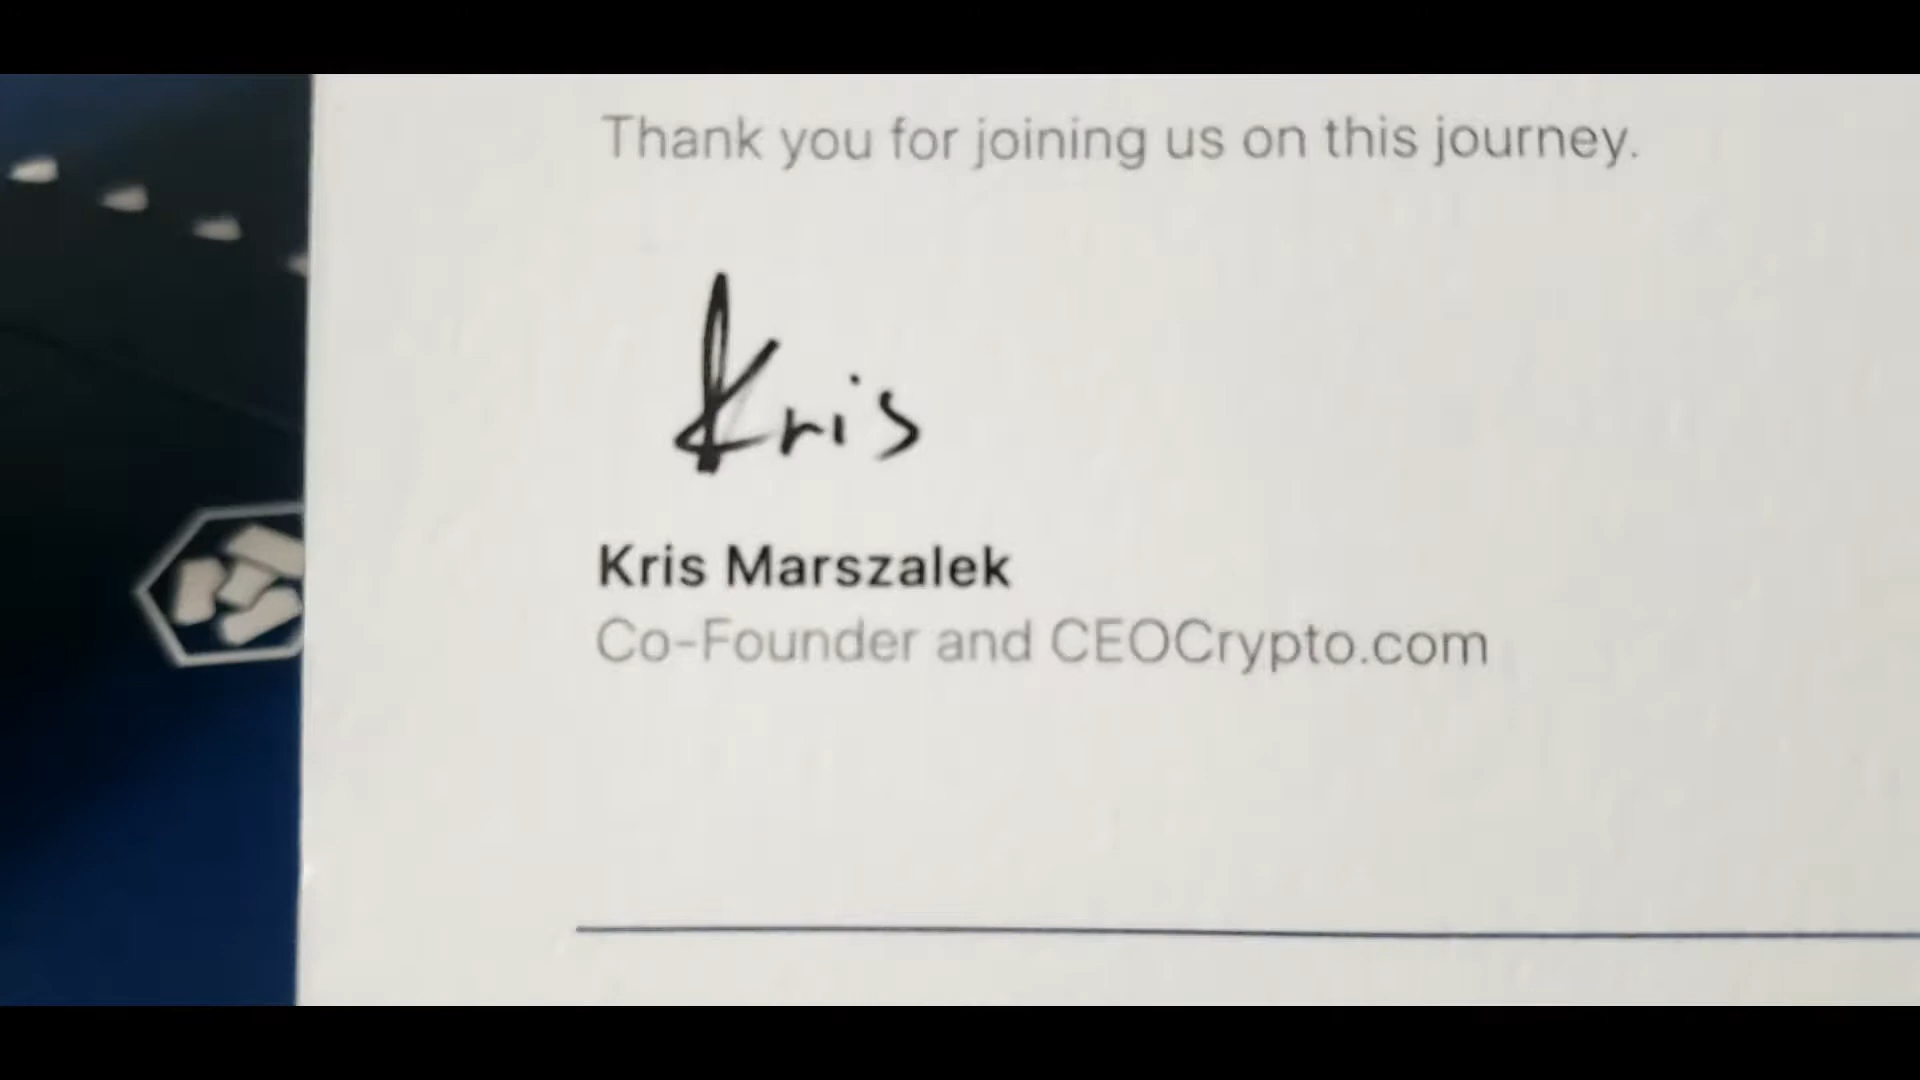 Thank you for joining us on this journey.
Kris
Kris Marszalek
Co-Founder and CEOCrypto.com